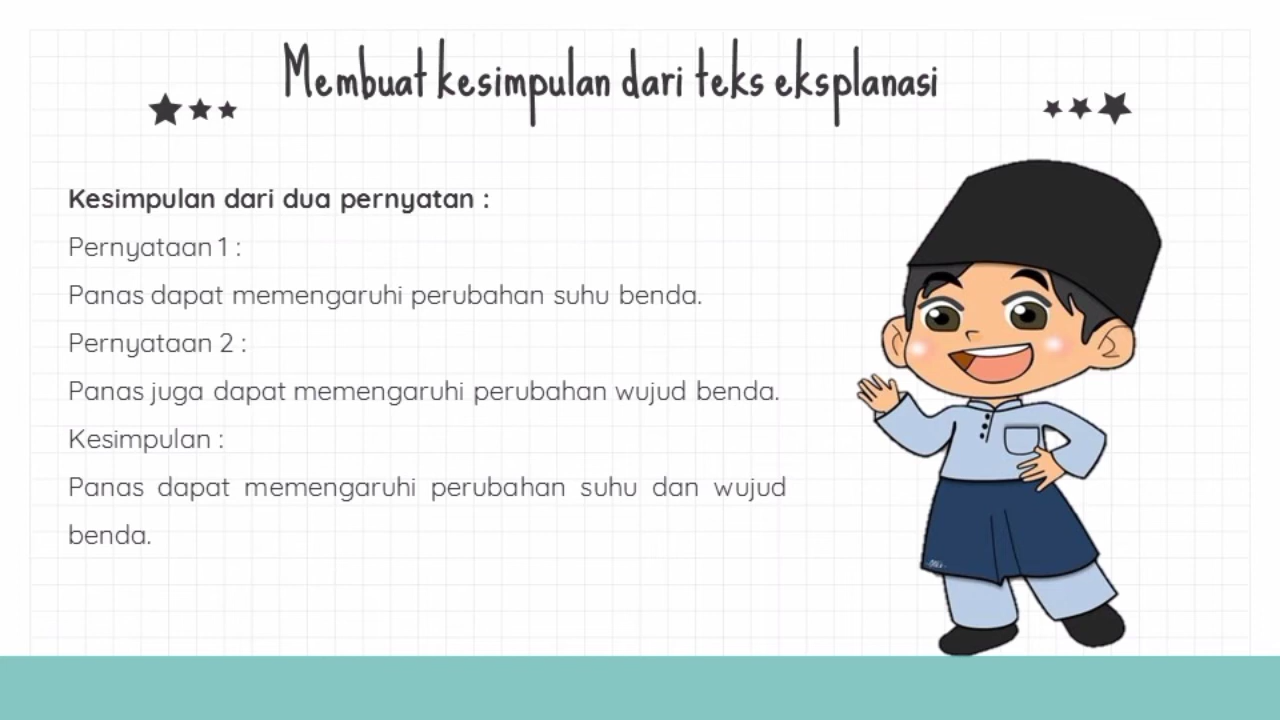 Membuat kesimpulan dari teks eksplanasi
Kesimpulan dari dua pernyatan :
Pernyataan 1 :
Panas dapat memengaruhi perubahan suhu benda.
Pernyataan 2 :
Panas juga dapat memengaruhi perubahan wujud benda.
Kesimpulan :
Panas dapat memengaruhi perubahan suhu dan wujud
benda.